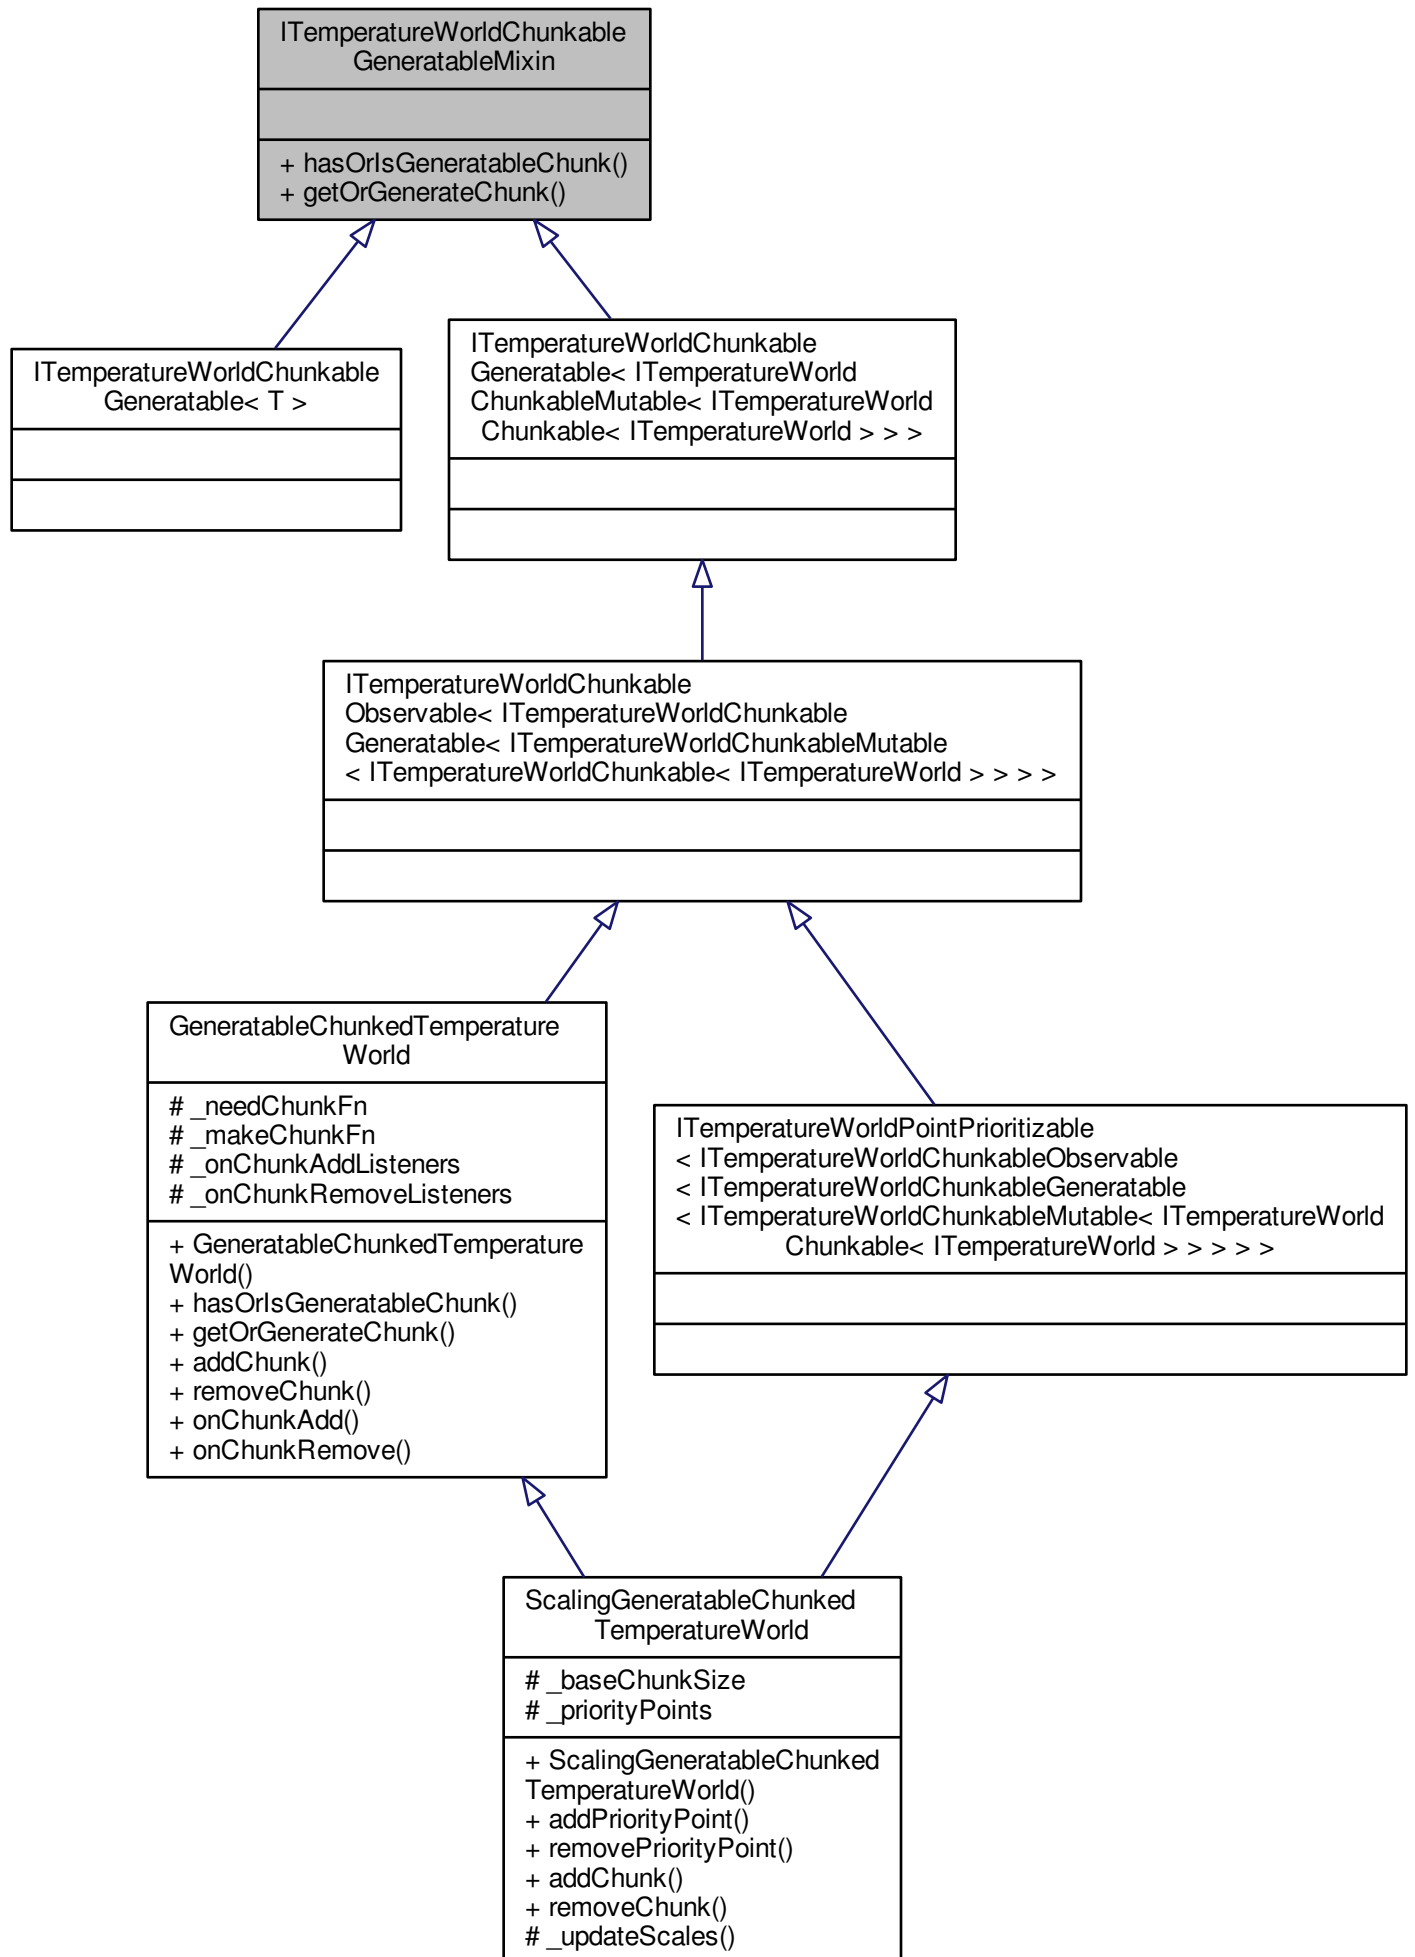 ITemperatureWorldChunkable
GeneratableMixin
+ hasOrIsGeneratableChunk()
+ getOrGenerateChunk()
ITemperatureWorldChunkable
Generatable< T >
ITemperatureWorldChunkable
Generatable< ITemperatureWorld
ChunkableMutable< ITemperatureWorld
Chunkable< ITemperatureWorld > > >
ITemperatureWorldChunkable
Observable< ITemperatureWorldChunkable
Generatable< ITemperatureWorldChunkableMutable
< ITemperatureWorldChunkable< ITemperatureWorld > > > >
GeneratableChunkedTemperature
World
# _needChunkFn
# _makeChunkFn
# _onChunkAddListeners
# _onChunkRemoveListeners
+ GeneratableChunkedTemperature
World()
+ hasOrIsGeneratableChunk()
+ getOrGenerateChunk()
+ addChunk()
+ removeChunk()
+ onChunkAdd()
+ onChunkRemove()
ITemperatureWorldPointPrioritizable
< ITemperatureWorldChunkableObservable
< ITemperatureWorldChunkableGeneratable
< ITemperatureWorldChunkableMutable< ITemperatureWorld
Chunkable< ITemperatureWorld > > > > >
ScalingGeneratableChunked
TemperatureWorld
# _baseChunkSize
# _priorityPoints
+ ScalingGeneratableChunked
TemperatureWorld()
+ addPriorityPoint()
+ removePriorityPoint()
+ addChunk()
+ removeChunk()
# _updateScales()